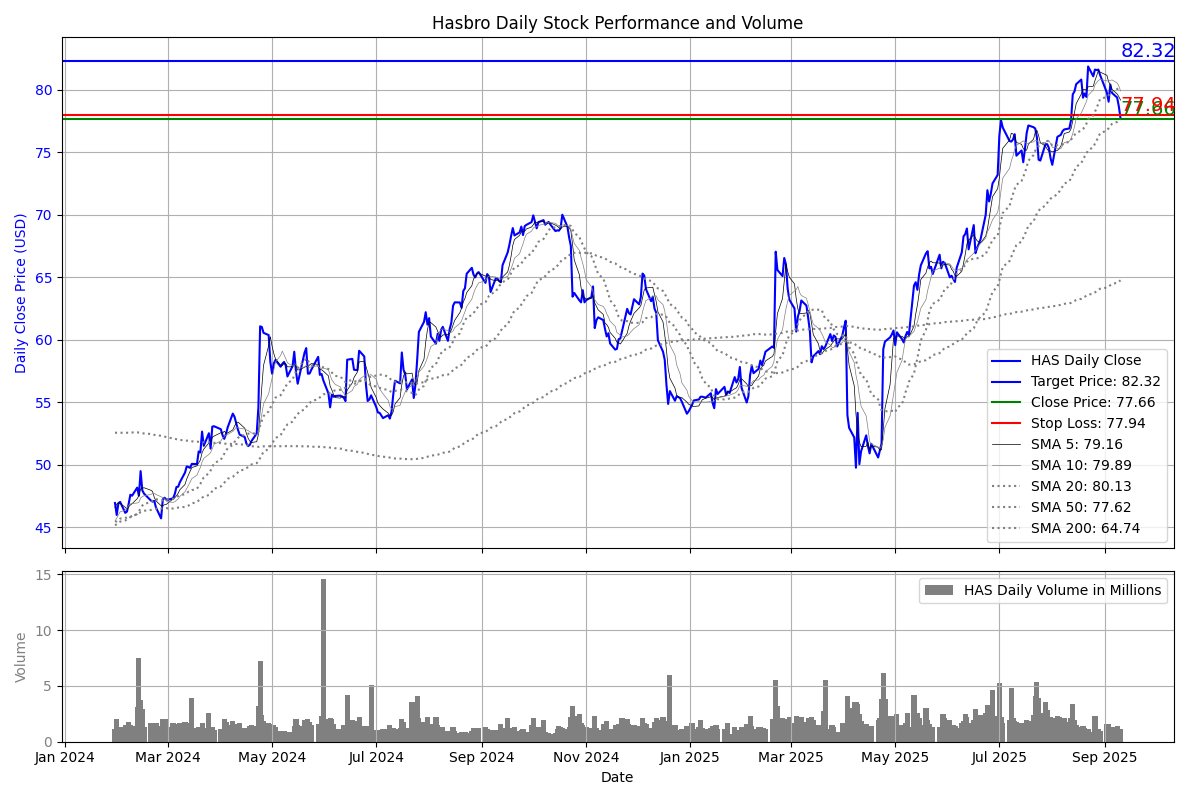 Hasbro Daily Stock Performance and Volume
82.32
77.94
77.66
80
75
70
65
60
55
50
45
Daily Close Price (USD)
HAS Daily Close
Target Price: 82.32
Close Price: 77.66
Stop Loss: 77.94
SMA 5: 79.16
SMA 10: 79.89
SMA 20: 80.13
SMA 50: 77.62
SMA 200: 64.74
15
10
5
0
Volume
HAS Daily Volume in Millions
Jan 2024 Mar 2024 May 2024 Jul 2024 Sep 2024 Nov 2024 Jan 2025 Mar 2025 May 2025 Jul 2025 Sep 2025
Date